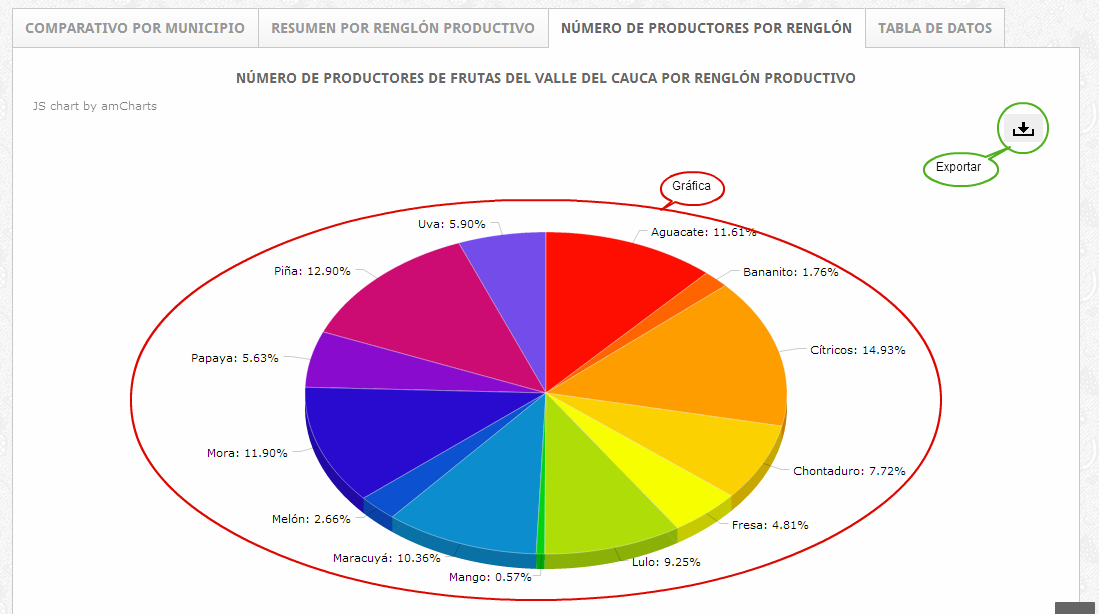 COMPARATIVO POR MUNICIPIO
RESUMEN POR RENGLÓN PRODUCTIVO
NÚMERO DE PRODUCTORES POR RENGLÓN
TABLA DE DATOS
NÚMERO DE PRODUCTORES DE FRUTAS DEL VALLE DEL CAUCA POR RENGLÓN PRODUCTIVO
JS chart by amCharts
Exportar
Gráfica
Uva: 5.90%
Aguacate: 11.61%
Piña: 12.90%
Bananito: 1.76%
Papaya: 5.63%
Cítricos: 14.93%
Mora: 11.90%
Chontaduro: 7.72%
Melón: 2.66%
Fresa: 4.81%
Maracuyá: 10.36%
Lulo: 9.25%
Mango: 0.57%